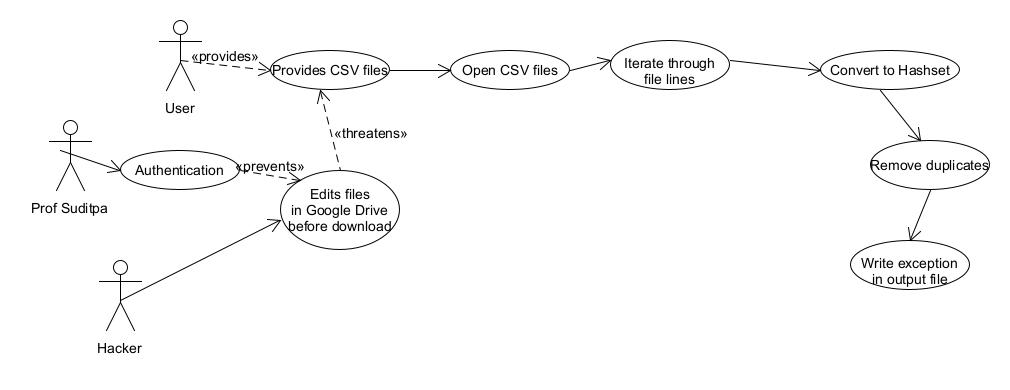 «provides»
User
Provides CSV files
Open CSV files
Iterate through
file lines
Convert to Hashset
«threatens»
Prof Suditpa
Authentication
«prevents»
Edits files
in Google Drive
before download
Remove duplicates
Write exception
in output file
Hacker